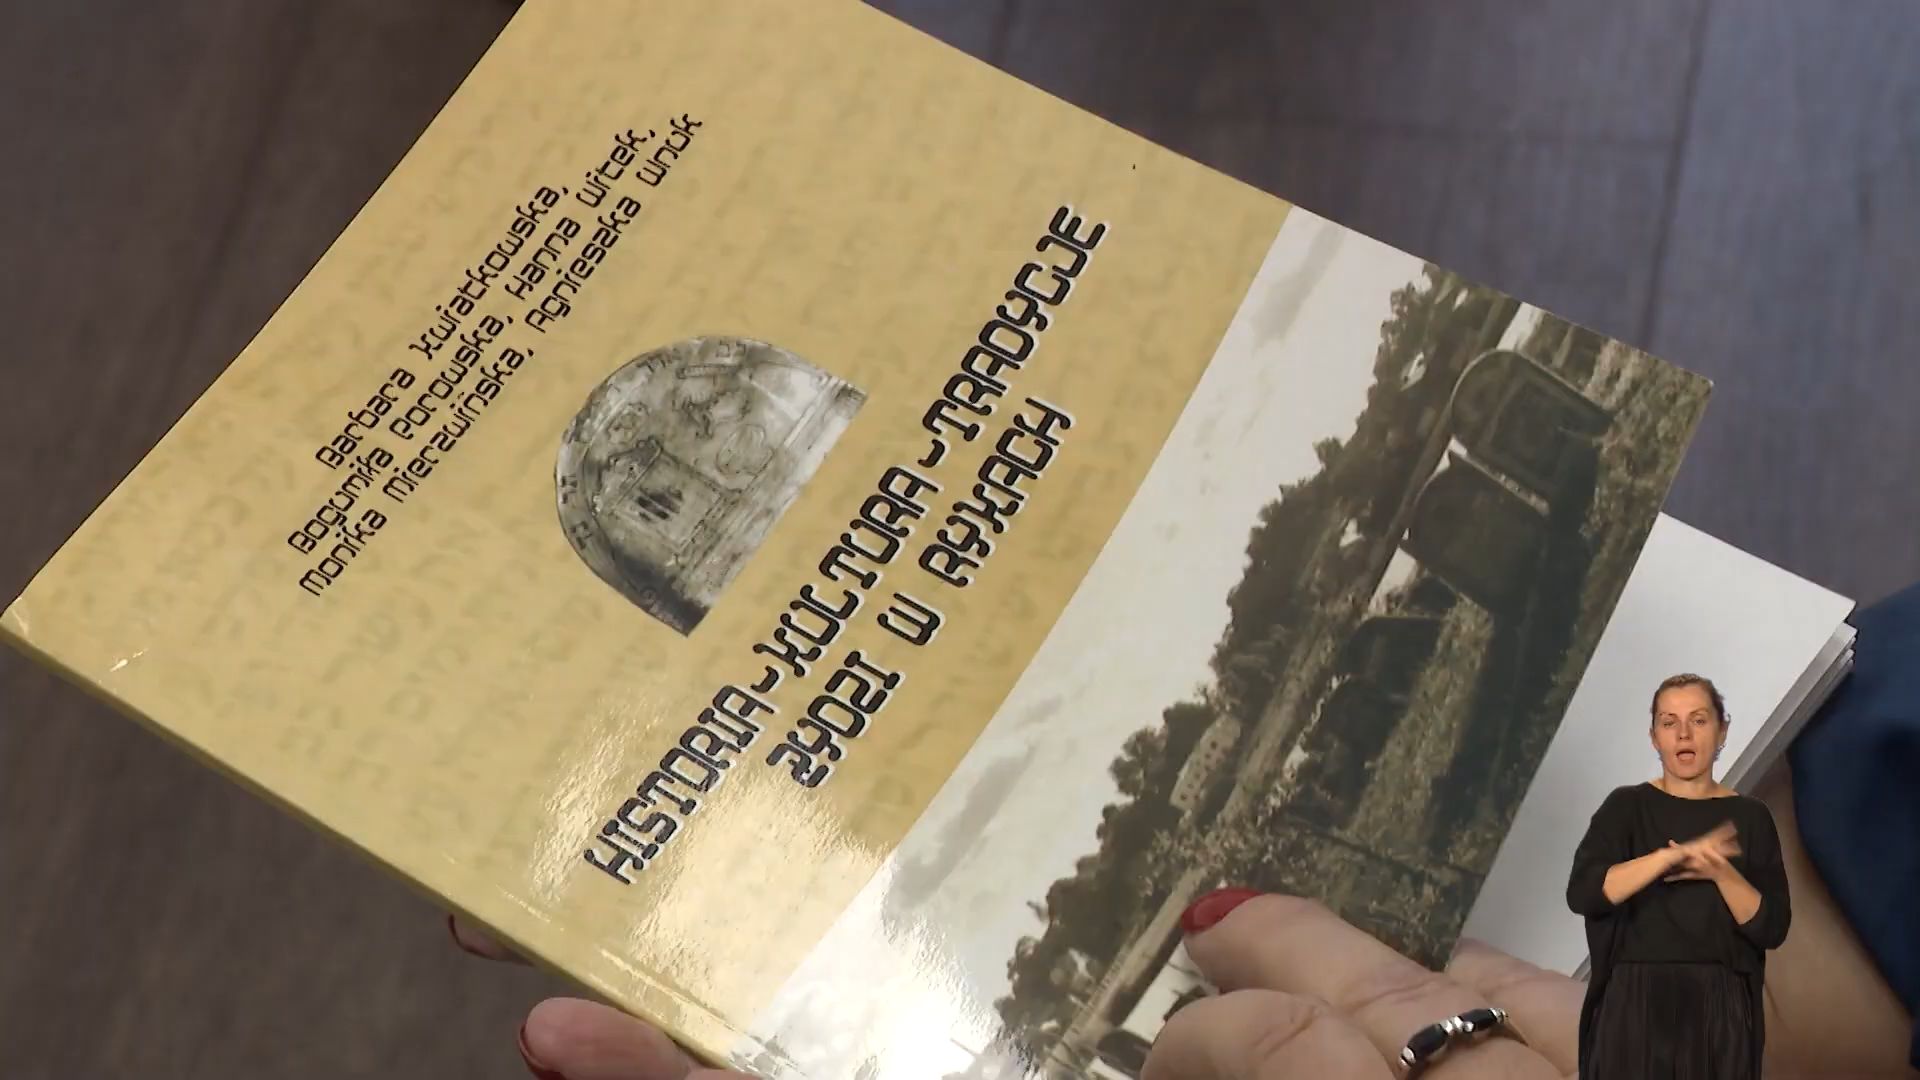 Barbara Kwiatkowska,
Bogumiła Porowska, Hanna Witek,
Monika Mierzwińska, Agnieszka Wnuk
HISTORIA-KULTURA-TRADYCJE
ŻYDZI W RYKACH